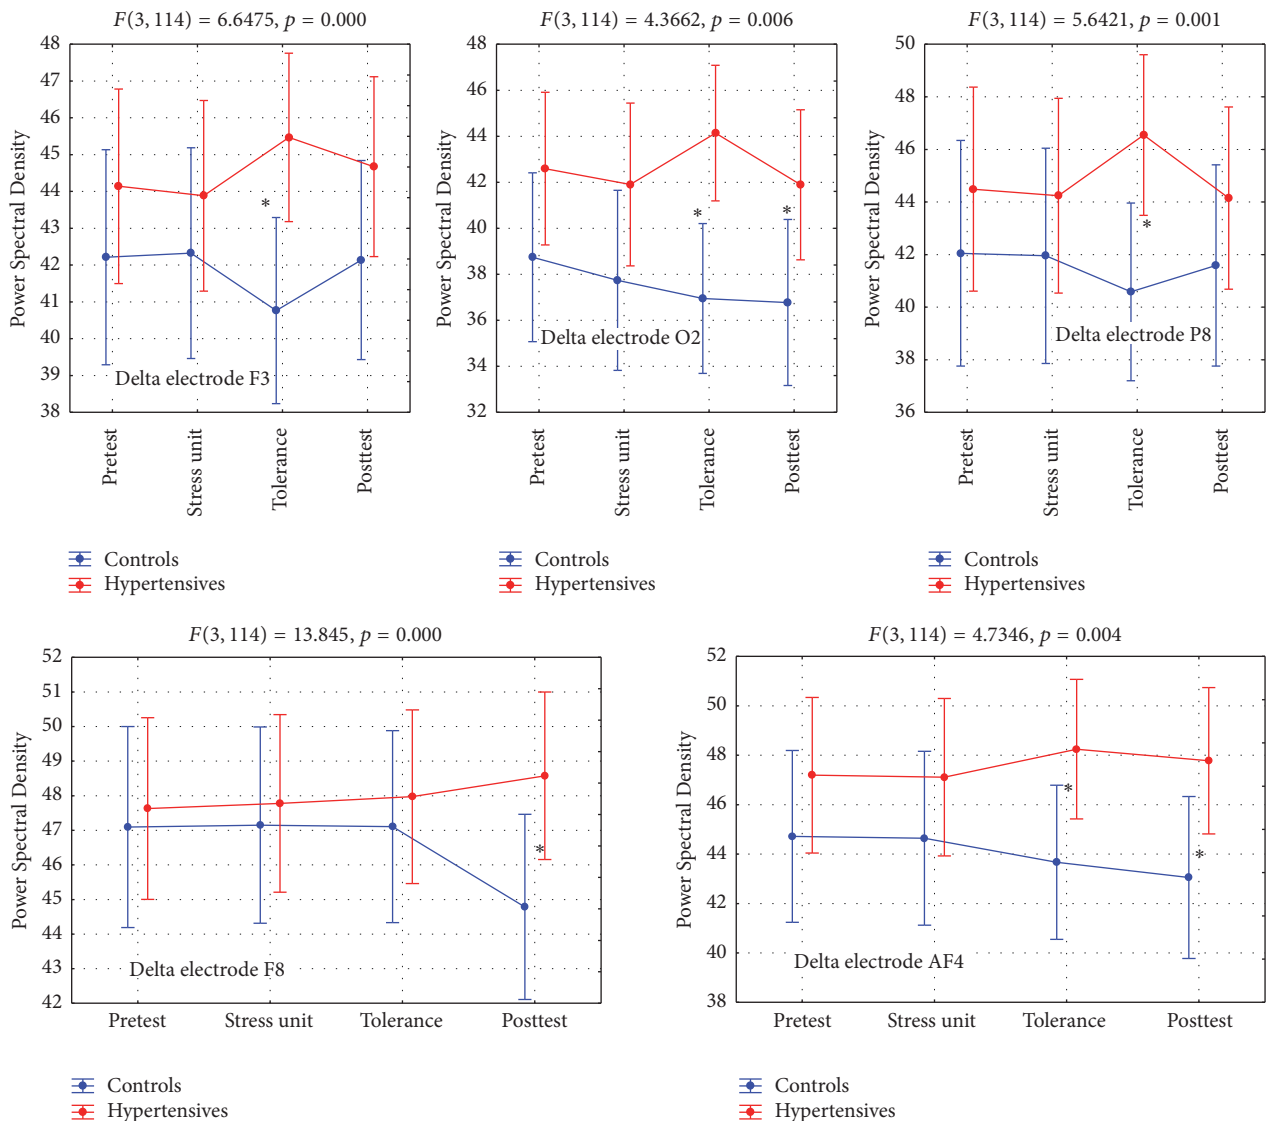 F(3, 114) = 6.6475, p = 0.000
48
47
46
45
44
43
42
41
40
39
38
Power Spectral Density
*
Delta electrode F3
Pretest
Stress unit
Tolerance
Posttest
Controls
Hypertensives
F(3, 114) = 4.3662, p = 0.006
48
46
44
42
40
38
36
34
32
Power Spectral Density
*
*
Delta electrode O2
Pretest
Stress unit
Tolerance
Posttest
Controls
Hypertensives
F(3, 114) = 5.6421, p = 0.001
50
48
46
44
42
40
38
36
Power Spectral Density
*
Delta electrode P8
Pretest
Stress unit
Tolerance
Posttest
Controls
Hypertensives
F(3, 114) = 13.845, p = 0.000
52
51
50
49
48
47
46
45
44
43
42
Power Spectral Density
*
Delta electrode F8
Pretest Stress unit Tolerance Posttest
Controls
Hypertensives
F(3, 114) = 4.7346, p = 0.004
52
50
48
46
44
42
40
38
Power Spectral Density
*
*
Delta electrode AF4
Pretest Stress unit Tolerance Posttest
Controls
Hypertensives